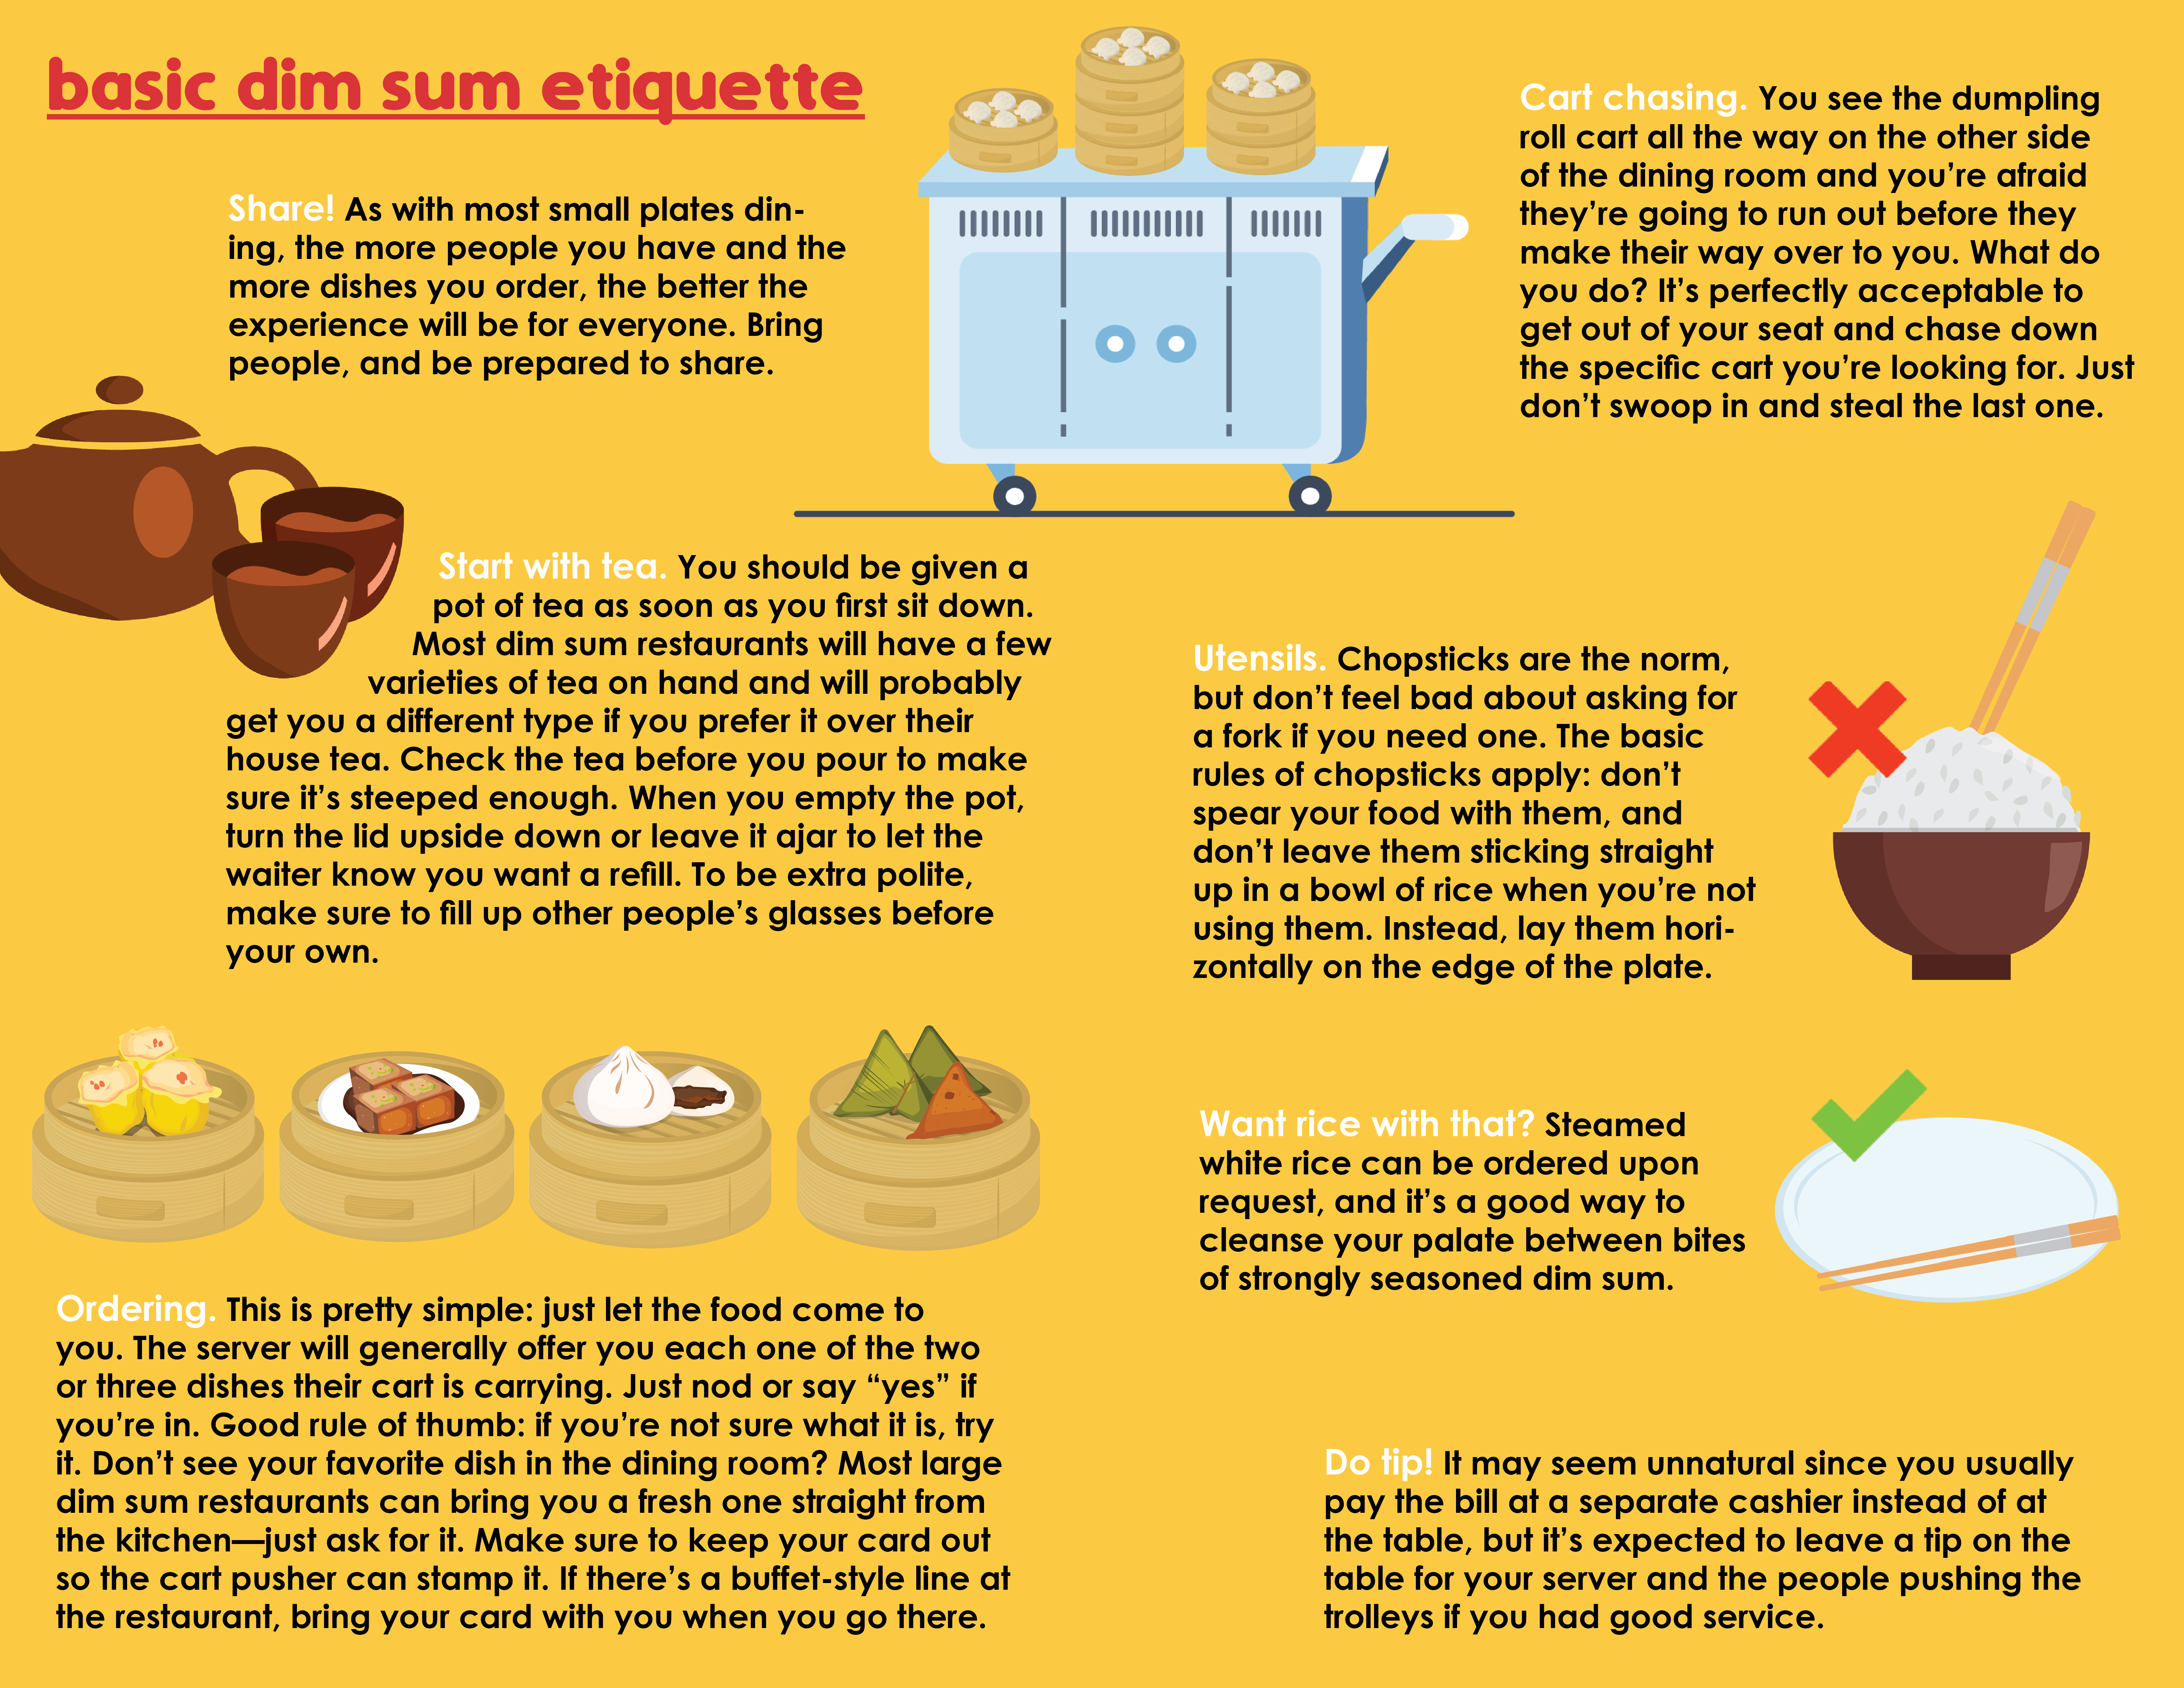 basic dim sum etiquette
Share! As with most small plates din-
ing, the more people you have and the
more dishes you order, the better the
experience will be for everyone. Bring
people, and be prepared to share.
Cart chasing. You see the dumpling
roll cart all the way on the other side
of the dining room and you’re afraid
they’re going to run out before they
make their way over to you. What do
you do? It’s perfectly acceptable to
get out of your seat and chase down
the specific cart you’re looking for. Just
don’t swoop in and steal the last one.
Start with tea. You should be given a
pot of tea as soon as you first sit down.
Most dim sum restaurants will have a few
varieties of tea on hand and will probably
get you a different type if you prefer it over their
house tea. Check the tea before you pour to make
sure it’s steeped enough. When you empty the pot,
turn the lid upside down or leave it ajar to let the
waiter know you want a refill. To be extra polite,
make sure to fill up other people’s glasses before
your own.
Utensils. Chopsticks are the norm,
but don’t feel bad about asking for
a fork if you need one. The basic
rules of chopsticks apply: don’t
spear your food with them, and
don’t leave them sticking straight
up in a bowl of rice when you’re not
using them. Instead, lay them hori-
zontally on the edge of the plate.
Want rice with that? Steamed
white rice can be ordered upon
request, and it’s a good way to
cleanse your palate between bites
of strongly seasoned dim sum.
Ordering. This is pretty simple: just let the food come to
you. The server will generally offer you each one of the two
or three dishes their cart is carrying. Just nod or say “yes” if
you’re in. Good rule of thumb: if you’re not sure what it is, try
it. Don’t see your favorite dish in the dining room? Most large
dim sum restaurants can bring you a fresh one straight from
the kitchen—just ask for it. Make sure to keep your card out
so the cart pusher can stamp it. If there’s a buffet-style line at
the restaurant, bring your card with you when you go there.
Do tip! It may seem unnatural since you usually
pay the bill at a separate cashier instead of at
the table, but it’s expected to leave a tip on the
table for your server and the people pushing the
trolleys if you had good service.